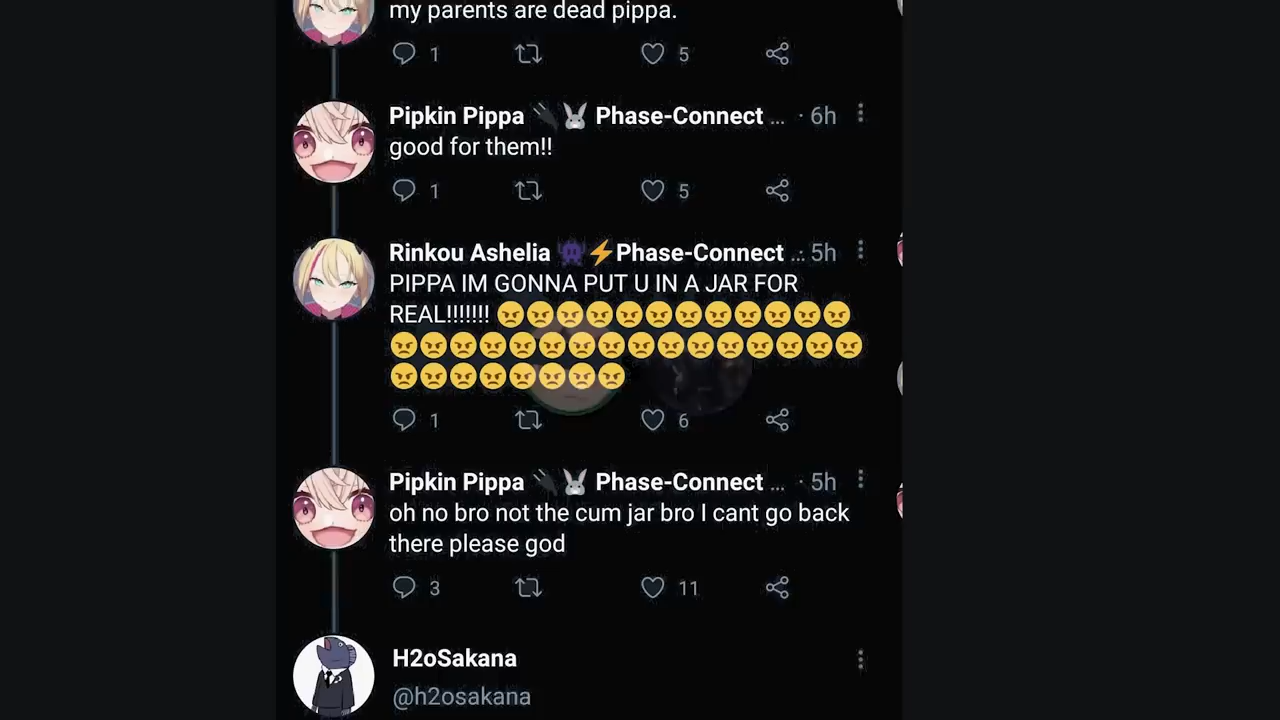 my parents are dead pippa.
1 5
Pipkin Pippa 🔌🐰 Phase-Connect ... · 6h
good for them!!
1 5
Rinkou Ashelia 👾⚡Phase-Connect ... · 5h
PIPPA IM GONNA PUT U IN A JAR FOR
REAL!!!!!!! 😠😠😠😠😠😠😠😠😠😠😠😠
😠😠😠😠😠😠😠😠😠😠😠😠😠😠😠😠
😠😠😠😠😠😠😠😠
1 6
Pipkin Pippa 🔌🐰 Phase-Connect ... · 5h
oh no bro not the cum jar bro I cant go back
there please god
3 11
H2oSakana
@h2osakana